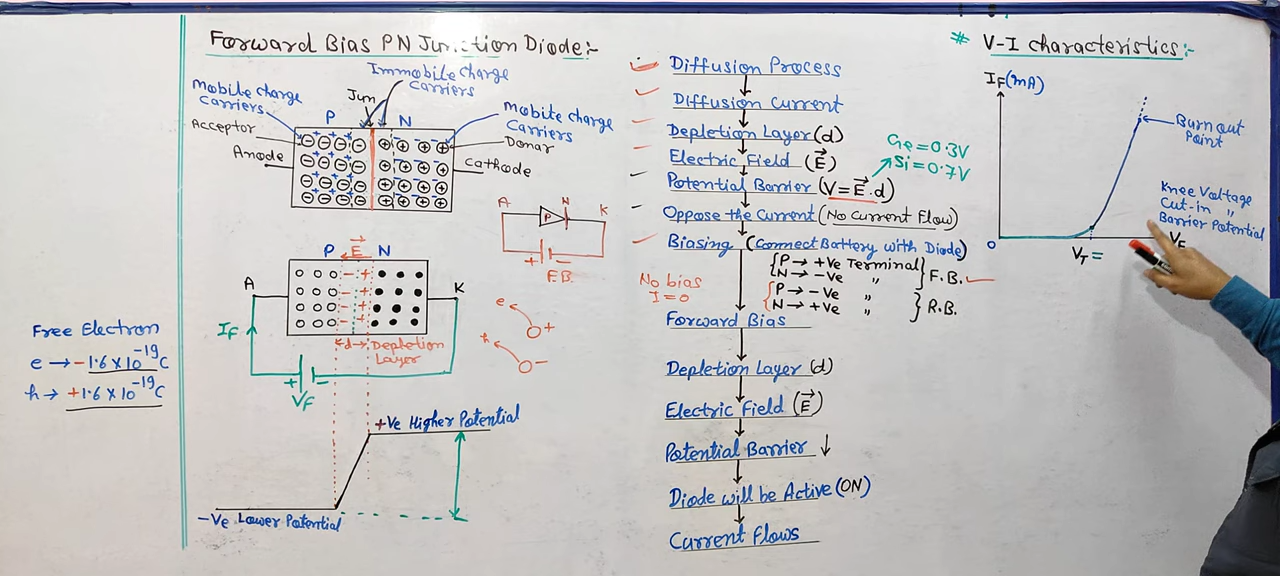 Forward Bias PN Junction Diode:-
Immobile charge
carriers
Mobile charge
carriers
Jun
P
N
Mobile charge
carriers
Acceptor
Donar
Anode
Cathode
A
N
K
P
+
F.B.
P
E
N
A
K
IF
d
Depletion
Layer
+
VF
e
+
h
-
Free Electron
e → -1.6 x 10^-19 C
h → +1.6 x 10^-19 C
+Ve Higher Potential
-Ve Lower Potential
Diffusion Process
Diffusion Current
Depletion Layer (d)
Electric Field (E)
Ge = 0.3V
Si = 0.7V
Potential Barrier (V = E.d)
Oppose the Current (No Current Flow)
Biasing (Connect Battery with Diode)
P → +Ve Terminal
N → -Ve "
F.B.
No bias
I = 0
P → -Ve "
N → +Ve "
R.B.
Forward Bias
Depletion Layer (d)
Electric Field (E)
Potential Barrier ↓
Diode will be Active (ON)
Current Flows
* V-I characteristics:-
IF (mA)
Burn out
Point
Knee Voltage
Cut-in "
Barrier Potential
0
VT =
VF